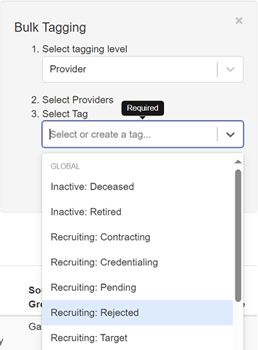 Bulk Tagging
×
1. Select tagging level
Provider
2. Select Providers
3. Select Tag
Required
Select or create a tag...
GLOBAL
Inactive: Deceased
Inactive: Retired
Recruiting: Contracting
Recruiting: Credentialing
Recruiting: Pending
Recruiting: Rejected
Recruiting: Target